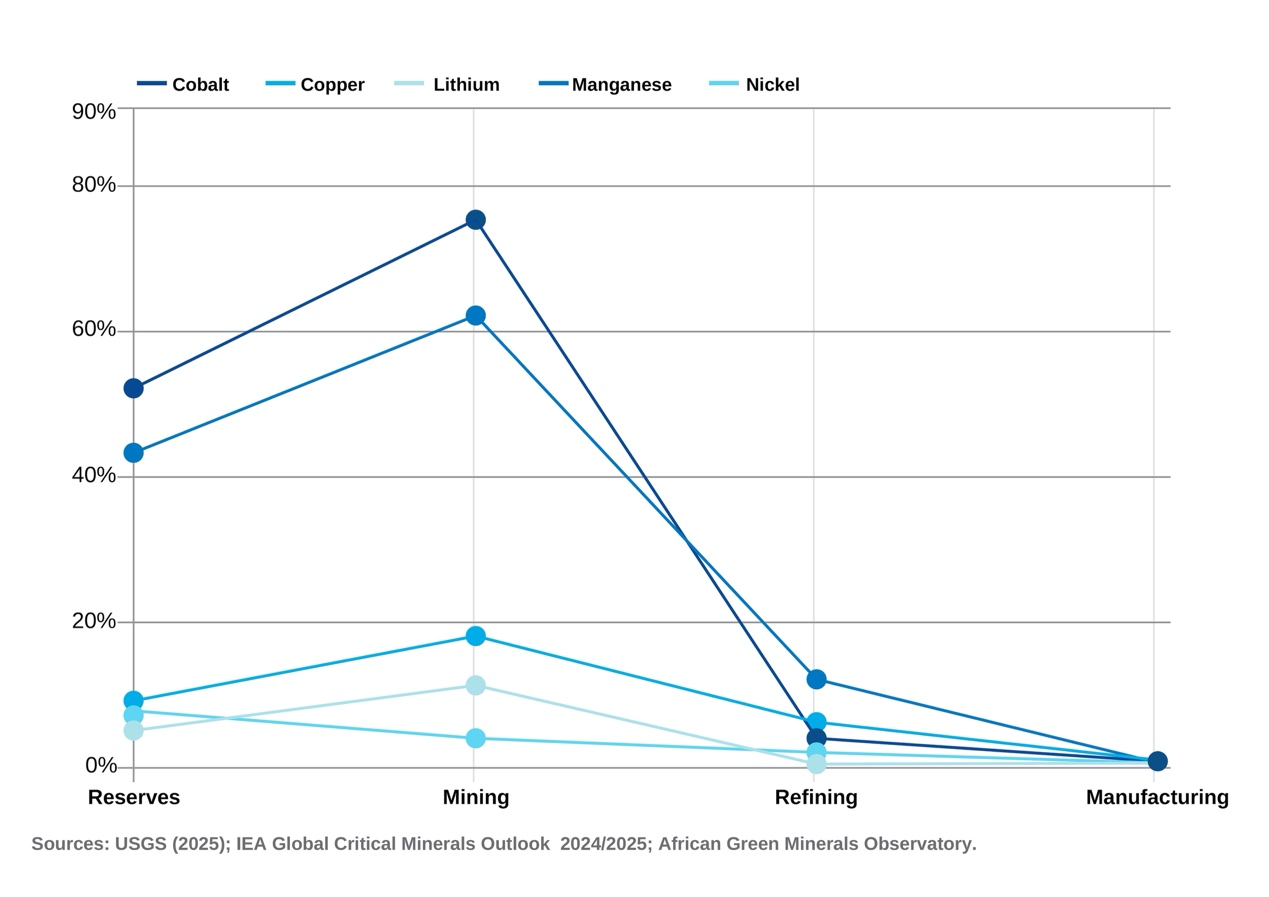 Cobalt Copper Lithium Manganese Nickel
90%
80%
60%
40%
20%
0%
Reserves Mining Refining Manufacturing
Sources: USGS (2025); IEA Global Critical Minerals Outlook  2024/2025; African Green Minerals Observatory.